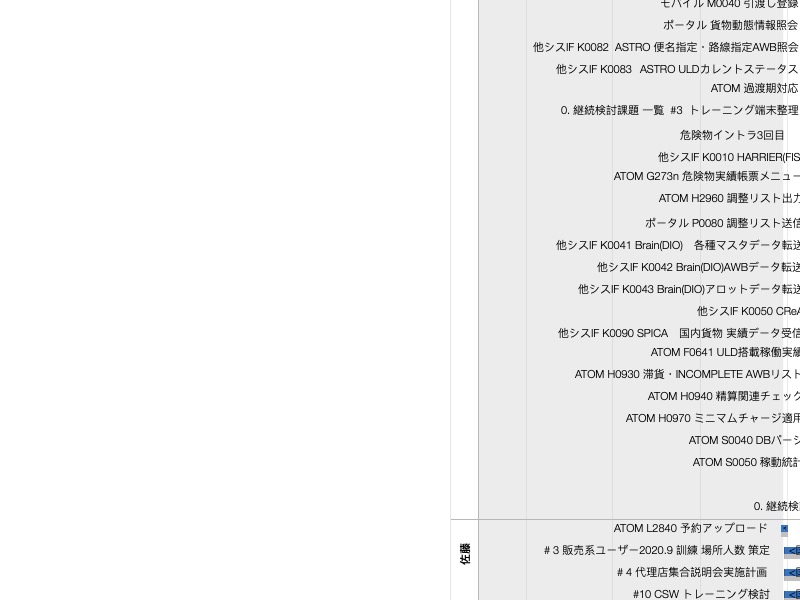 モバイル M0040 引渡し登録
ポータル 貨物動態情報照会
他シスIF K0082 ASTRO 便名指定・路線指定AWB照会
他シスIF K0083 ASTRO ULDカレントステータス
ATOM 過渡期対応
0. 継続検討課題 一覧 #3 トレーニング端末整理
危険物イントラ3回目
他シスIF K0010 HARRIER(FIS
ATOM G273n 危険物実績帳票メニュー
ATOM H2960 調整リスト出力
ポータル P0080 調整リスト送信
他シスIF K0041 Brain(DIO) 各種マスタデータ転送
他シスIF K0042 Brain(DIO)AWBデータ転送
他シスIF K0043 Brain(DIO)アロットデータ転送
他シスIF K0050 CReA
他シスIF K0090 SPICA 国内貨物 実績データ受信
ATOM F0641 ULD搭載稼働実績
ATOM H0930 滞貨・INCOMPLETE AWBリスト
ATOM H0940 精算関連チェック
ATOM H0970 ミニマムチャージ適用
ATOM S0040 DBバージ
ATOM S0050 稼動統計
0. 継続検
佐藤
ATOM L2840 予約アップロード
# 3 販売系ユーザー2020.9 訓練 場所人数 策定
# 4 代理店集合説明会実施計画
#10 CSW トレーニング検討